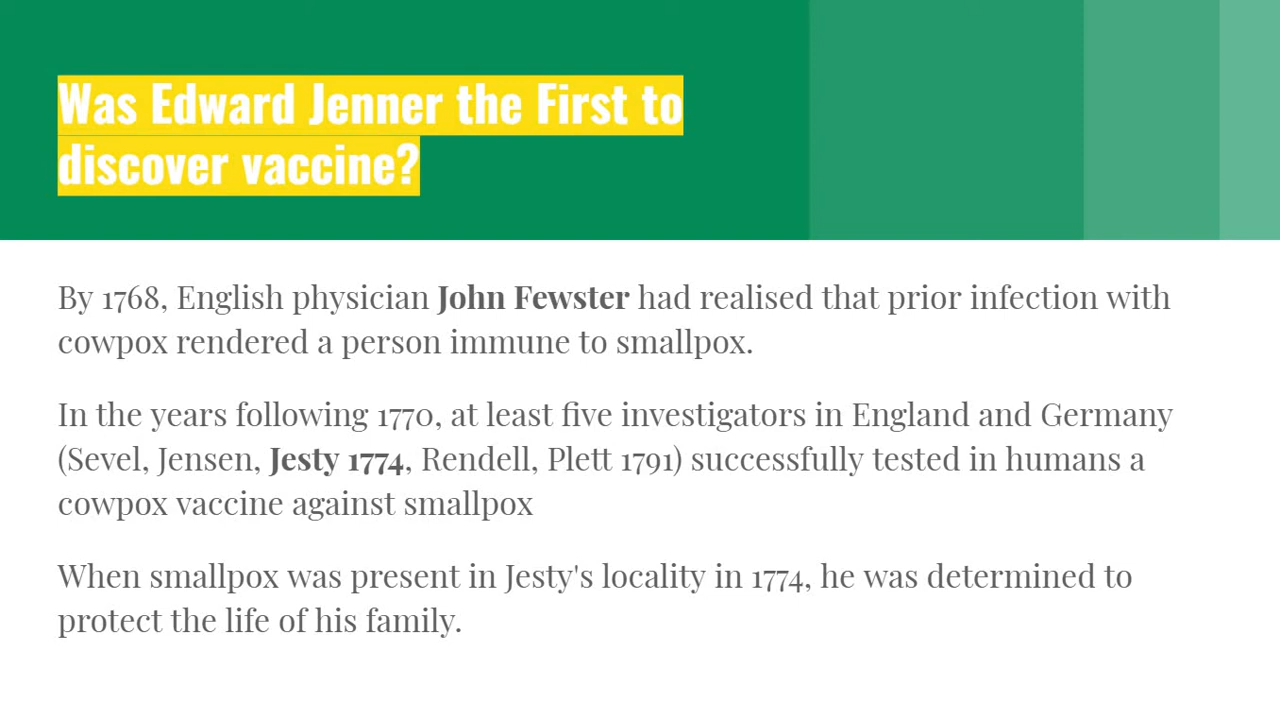 Was Edward Jenner the First to
discover vaccine?
By 1768, English physician John Fewster had realised that prior infection with
cowpox rendered a person immune to smallpox.
In the years following 1770, at least five investigators in England and Germany
(Sevel, Jensen, Jesty 1774, Rendell, Plett 1791) successfully tested in humans a
cowpox vaccine against smallpox
When smallpox was present in Jesty's locality in 1774, he was determined to
protect the life of his family.